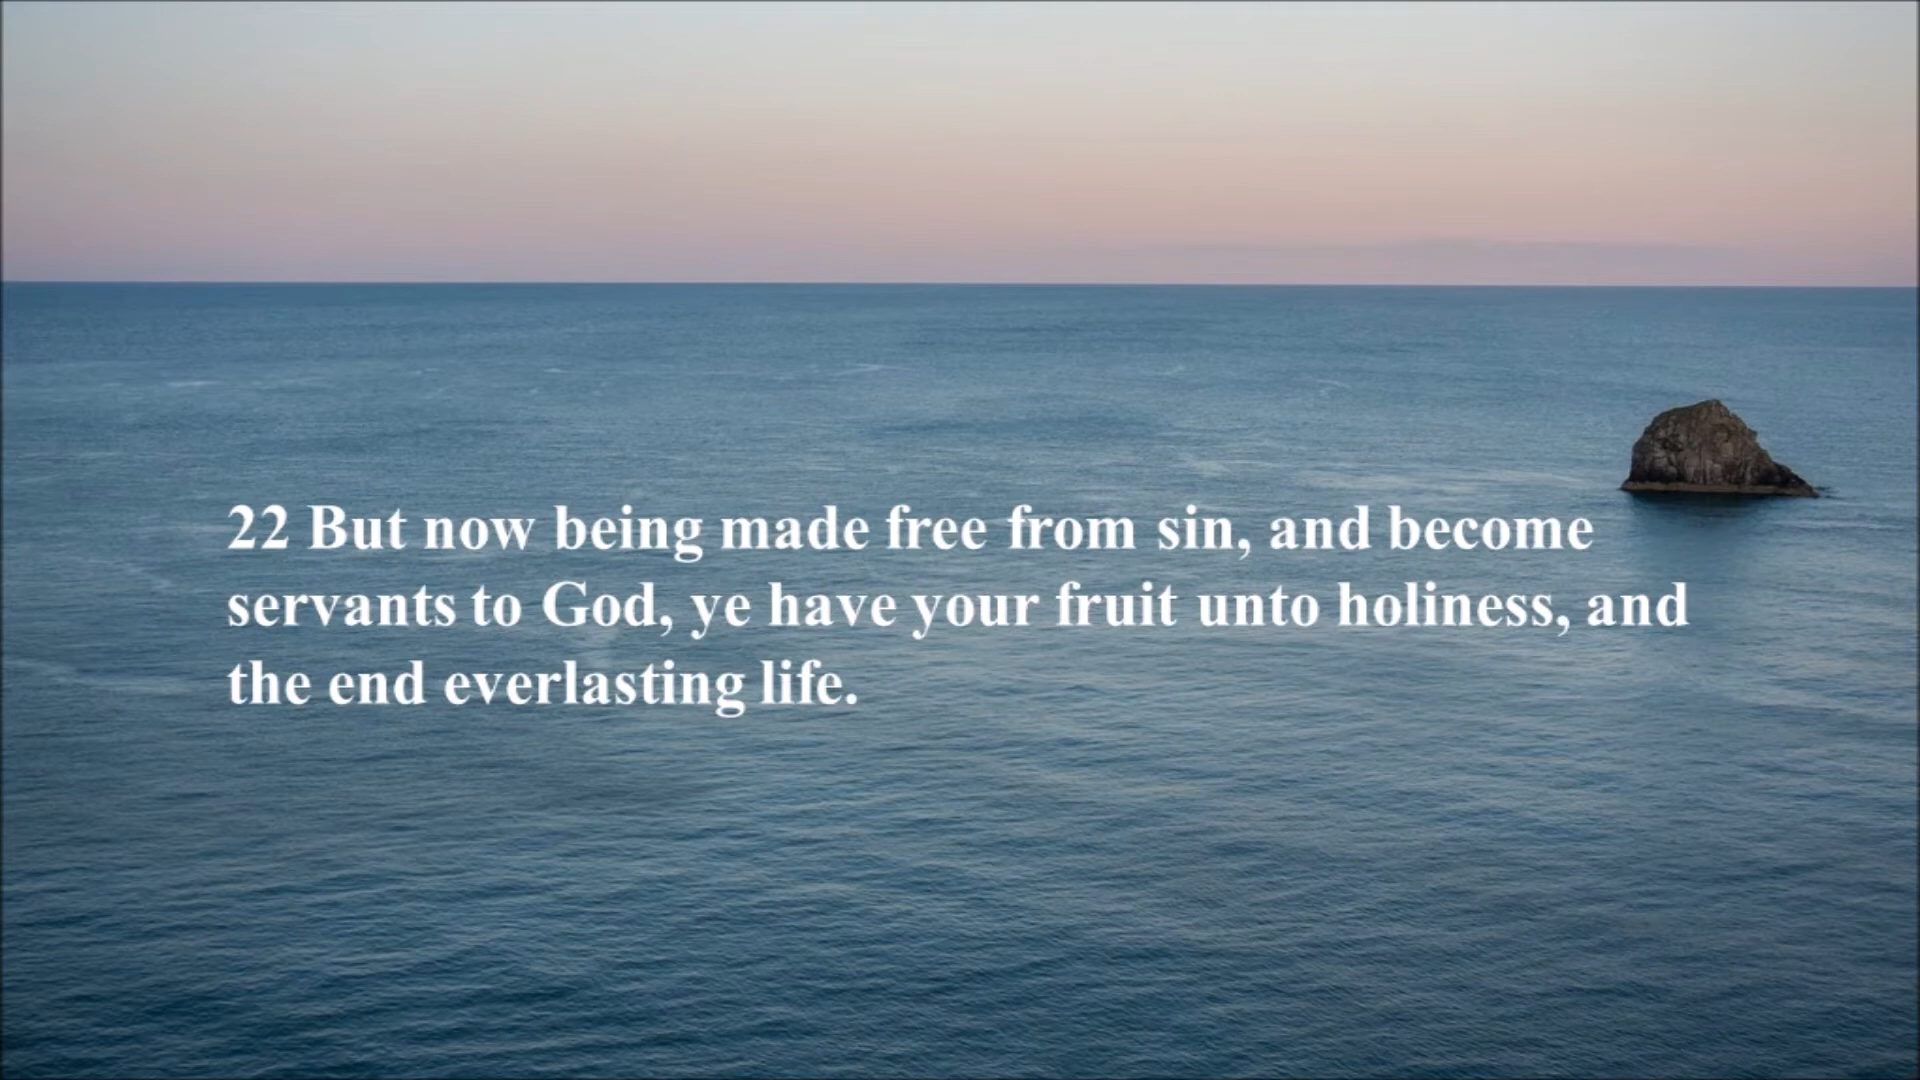 22 But now being made free from sin, and become
servants to God, ye have your fruit unto holiness, and
the end everlasting life.